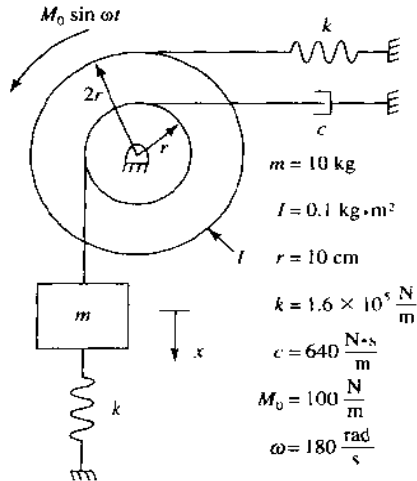 M₀ sin ωt
k
2r
r
c
m = 10 kg
I = 0.1 kg·m²
I
r = 10 cm
m
k = 1.6 × 10⁵ N/m
x
c = 640 N·s/m
k
M₀ = 100 N/m
ω = 180 rad/s